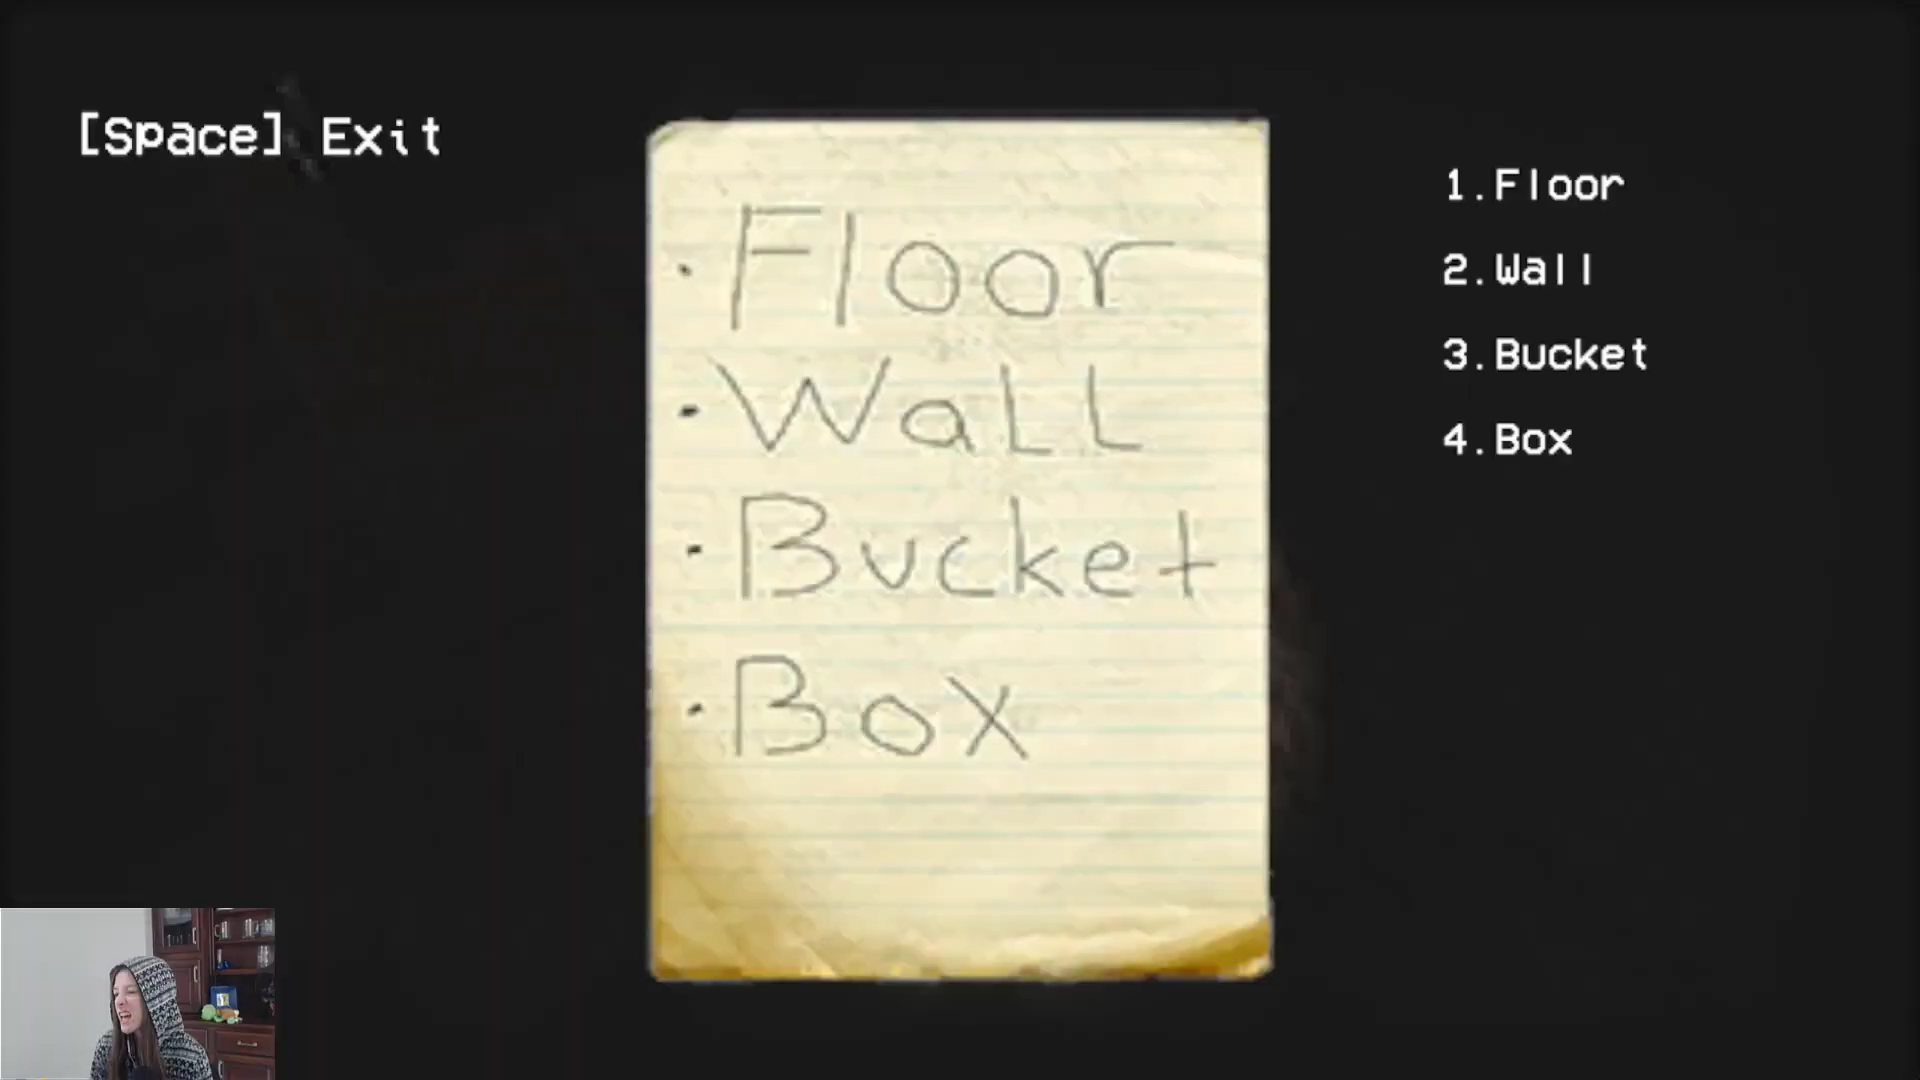 [Space] Exit
• Floor
• Wall
• Bucket
• Box
1.Floor
2.Wall
3.Bucket
4.Box